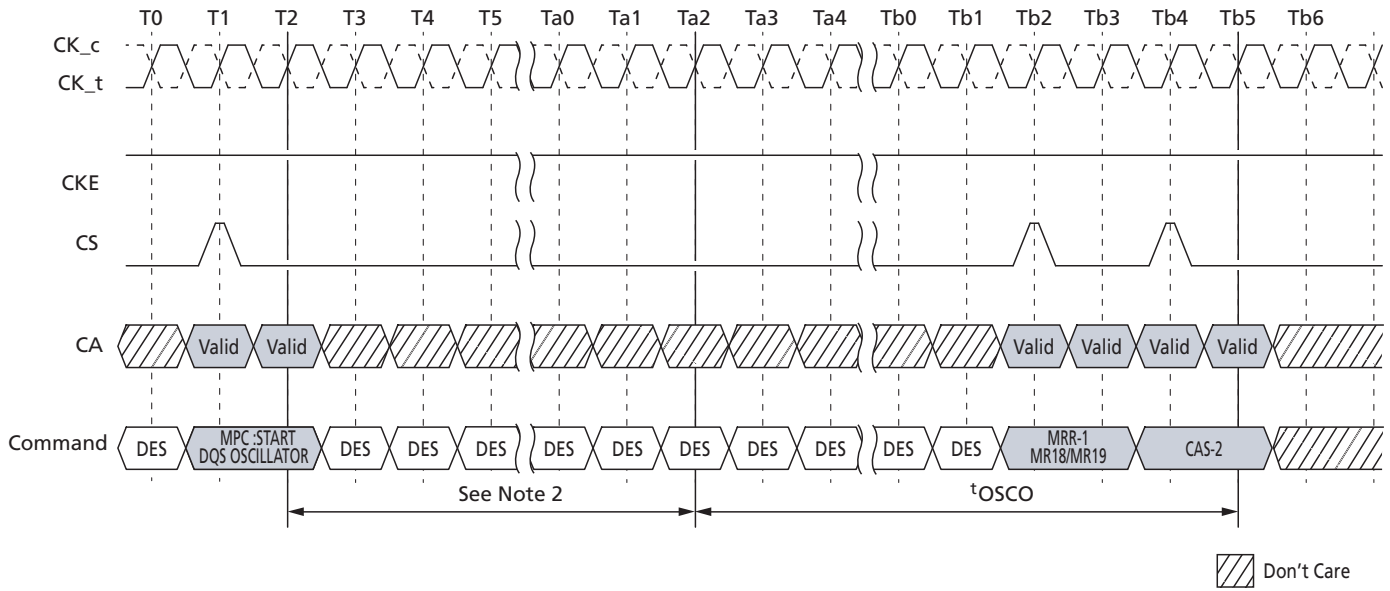 T0 T1 T2 T3 T4 T5 Ta0 Ta1 Ta2 Ta3 Ta4 Tb0 Tb1 Tb2 Tb3 Tb4 Tb5 Tb6
CK_c
CK_t
CKE
CS
CA Valid Valid Valid Valid Valid Valid
Command DES MPC :START DES DES DES DES DES DES DES DES DES DES MRR-1 CAS-2
DQS OSCILLATOR MR18/MR19
See Note 2 tOSCO
Don't Care